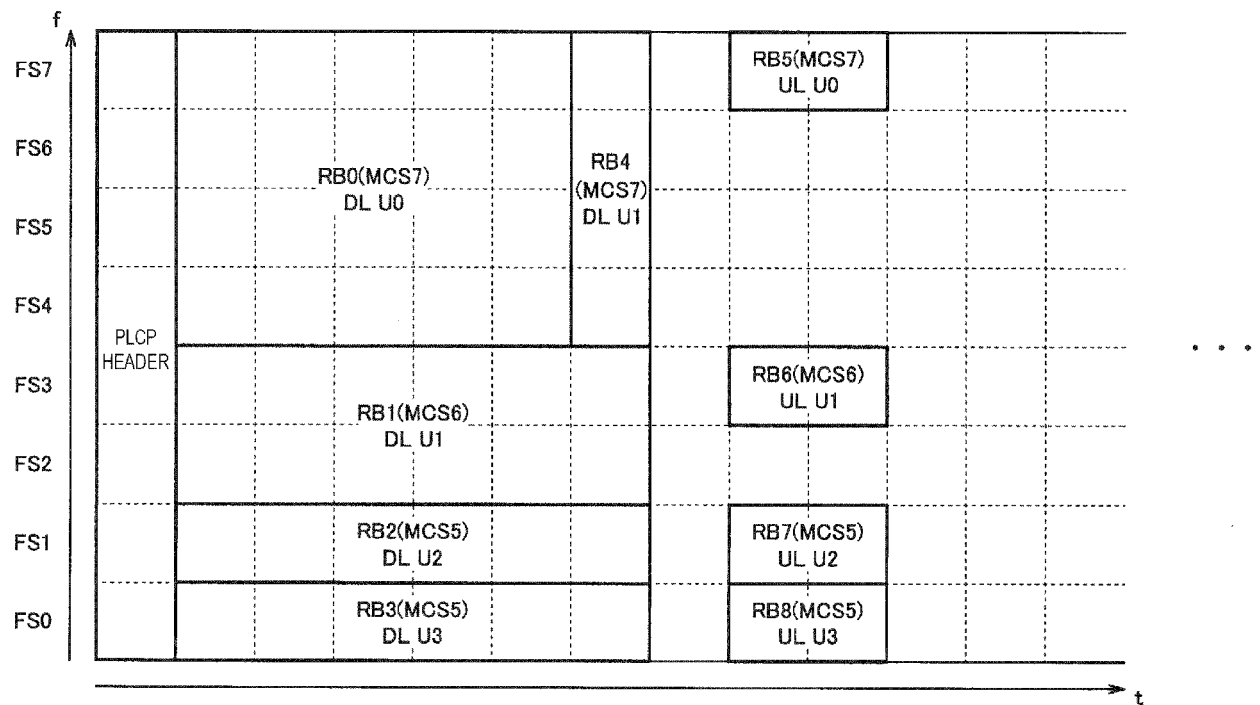 f
FS7
FS6
FS5
FS4
FS3
FS2
FS1
FS0
PLCP
HEADER
RB0(MCS7)
DL U0
RB4
(MCS7)
DL U1
RB1(MCS6)
DL U1
RB2(MCS5)
DL U2
RB3(MCS5)
DL U3
RB5(MCS7)
UL U0
RB6(MCS6)
UL U1
RB7(MCS5)
UL U2
RB8(MCS5)
UL U3
. . .
t